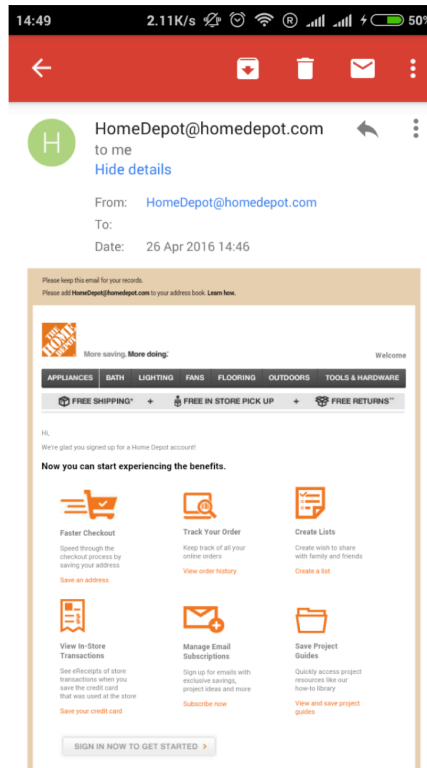 14:49 2.11K/s R 50%
H
HomeDepot@homedepot.com
to me
Hide details
From: HomeDepot@homedepot.com
To:
Date: 26 Apr 2016 14:46
Please keep this email for your records.
Please add HomeDepot@homedepot.com to your address book. Learn how.
THE HOME DEPOT
More saving. More doing.
Welcome
APPLIANCES BATH LIGHTING FANS FLOORING OUTDOORS TOOLS & HARDWARE
FREE SHIPPING* + FREE IN STORE PICK UP + FREE RETURNS**
Hi,
We're glad you signed up for a Home Depot account!
Now you can start experiencing the benefits.
Faster Checkout
Speed through the
checkout process by
saving your address
Save an address
Track Your Order
Keep track of all your
online orders
View order history
Create Lists
Create wish to share
with family and friends
Create a list
View In-Store
Transactions
See eReceipts of store
transactions when you
save the credit card
that was used at the store
Save your credit card
Manage Email
Subscriptions
Sign up for emails with
exclusive savings,
project ideas and more
Subscribe now
Save Project
Guides
Quickly access project
resources like our
how-to library
View and save project
guides
SIGN IN NOW TO GET STARTED >